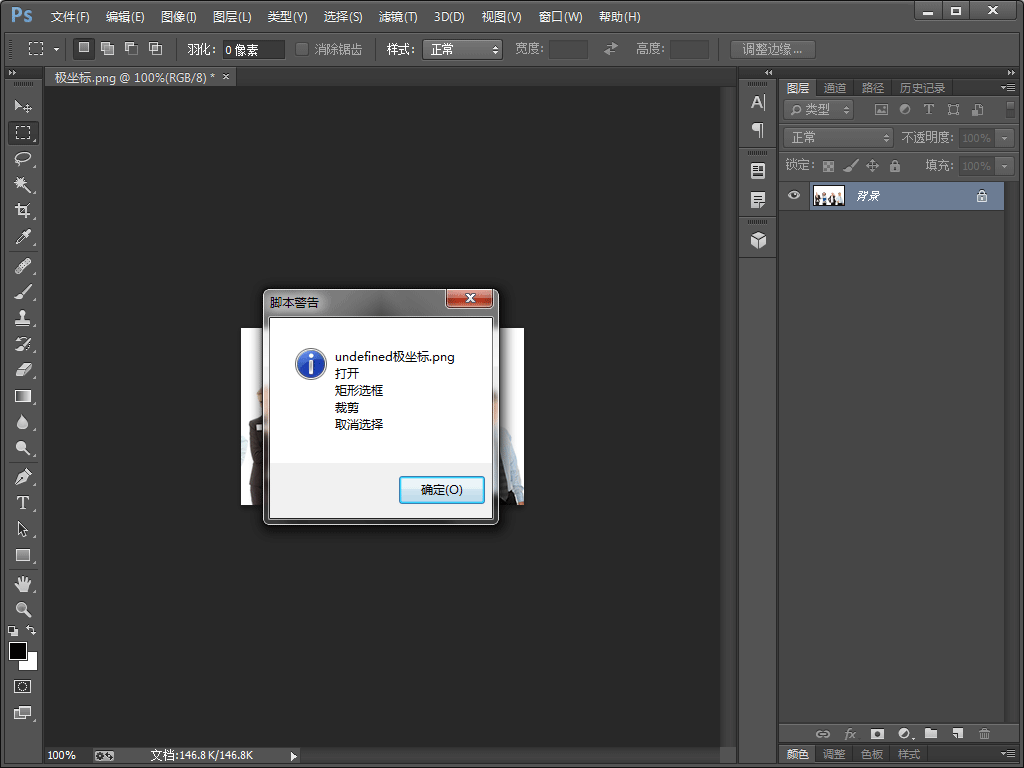 Ps 文件(F) 编辑(E) 图像(I) 图层(L) 类型(Y) 选择(S) 滤镜(T) 3D(D) 视图(V) 窗口(W) 帮助(H)
羽化: 0 像素 消除锯齿 样式: 正常 宽度: 高度: 调整边缘...
极坐标.png @ 100%(RGB/8) * ×
图层 通道 路径 历史记录
类型
正常 不透明度: 100%
锁定: 填充: 100%
背景
脚本警告
undefined极坐标.png
打开
矩形选框
裁剪
取消选择
确定(O)
100% 文档:146.8K/146.8K
颜色 调整 色板 样式